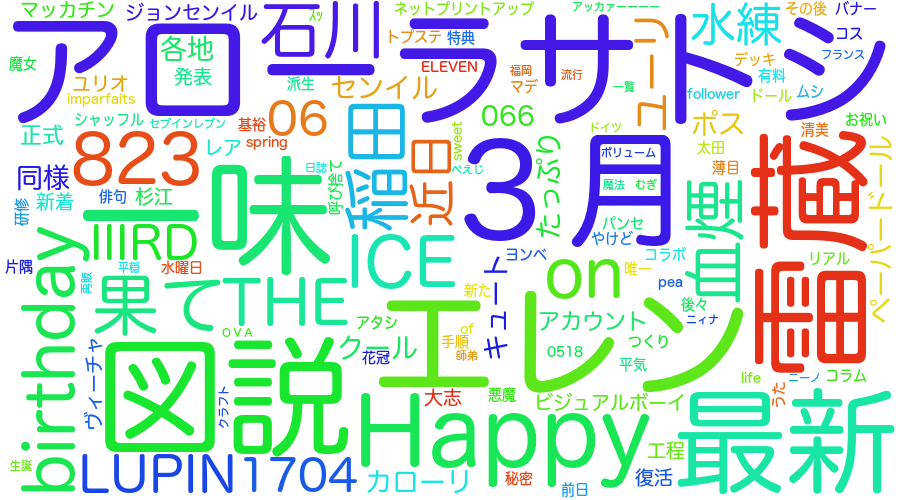 マッカチン
ジョンセンイル
石川
人ッ
ネットプリントアップ
アッカァーーーー
その後
バナー
アロラサトシ
各地
発表
魔女
派生
トプステ
特典
ELEVEN
福岡
マデ
流行
一覧
ユーリ
水練
コス
フランス
デッキ
有料
ムシ
follower
ドール
ユリオ
imparfaits
センイル
正式
シャッフル
セブインレブン
823
基裕
06
spring
レア
稲田
近日
sweet
066
ドイツ
ポス
太田
清美
お祝い
同様
味
日誌
呼び捨て
ぺえじ
3月
ボリューム
魔法
むぎ
たっぷり
薄目
雷蔵
ペーパードール
研修
新着
俳句
杉江
一
IIIRD
片隅
再販
平穏
水曜日
birthday
果て
THE
ICE
パンセ
やけど
皿煙
ヨンベ
キュート
on
唯一
コラボ
pea
リアル
新た
後々
ニィナ
OVA
アタシ
クール
エレン
of
手順
師弟
アカウント
つくり
0518
平気
花冠
図説
ヴィーチャ
クラフト
大志
悪魔
Happy
ビジュアルボーイ
life
ニーノ
コラム
うた
最新
生誕
LUPIN
1704
カローリ
秘密
工程
復活
前日